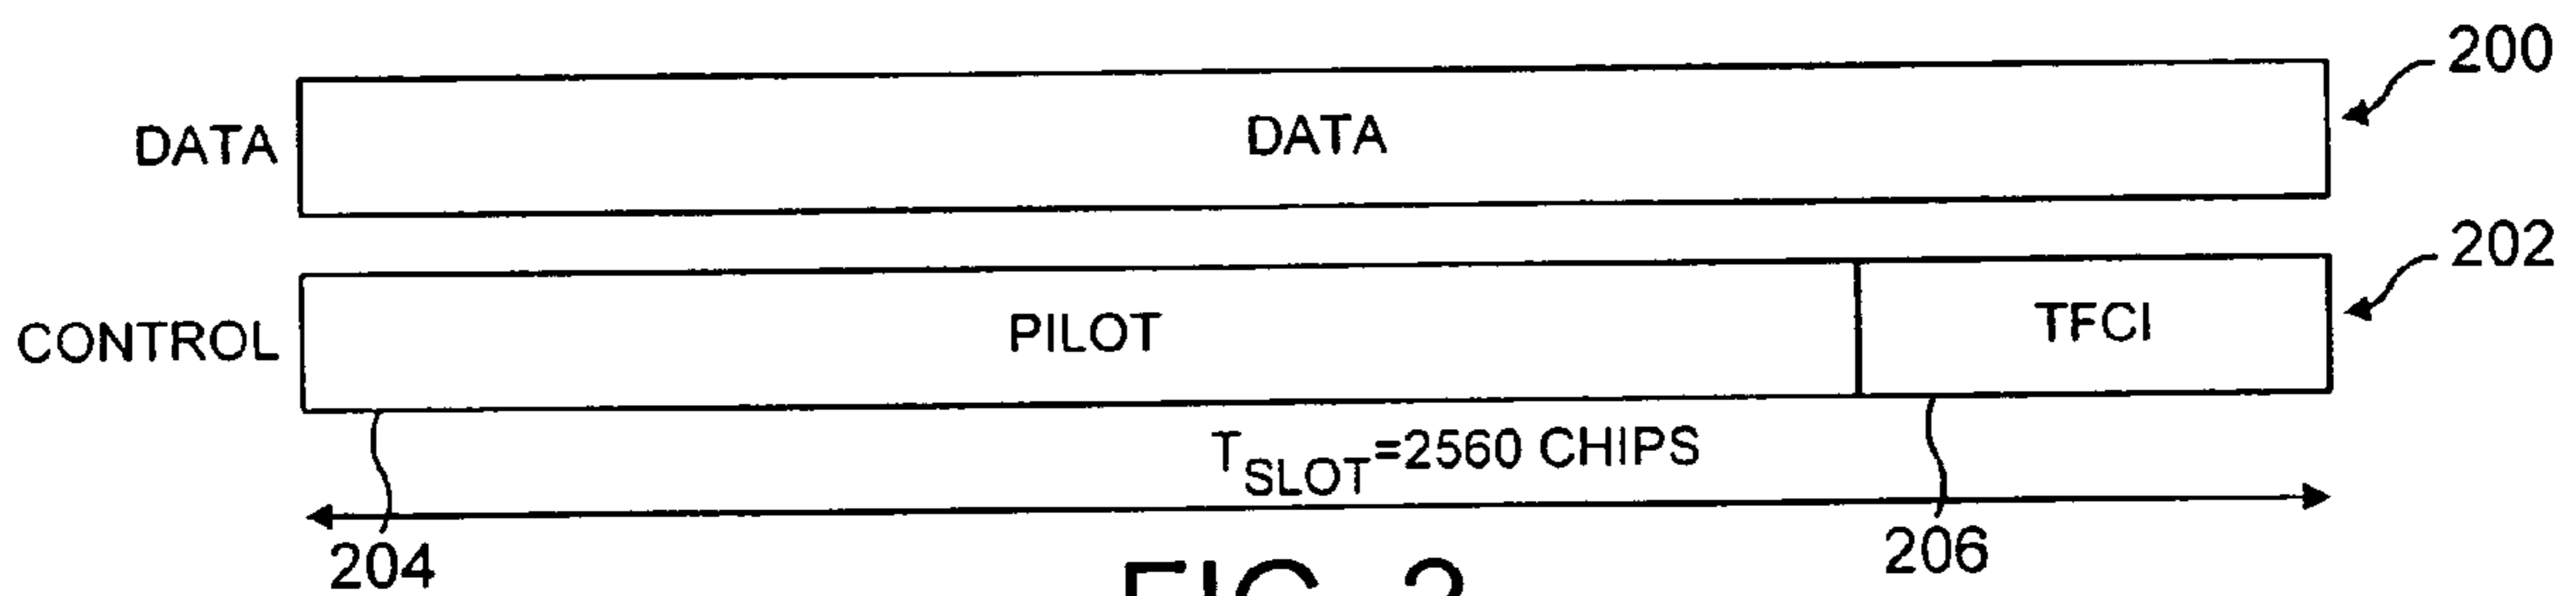 200
DATA DATA
202
CONTROL PILOT TFCI
TSLOT=2560 CHIPS
204 206